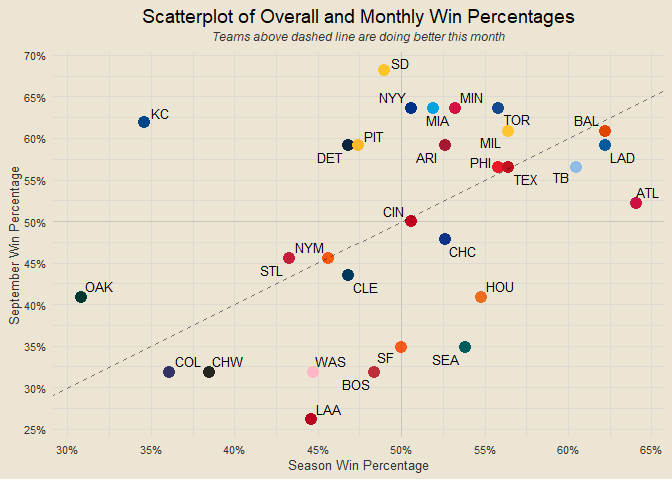 Scatterplot of Overall and Monthly Win Percentages
Teams above dashed line are doing better this month
70%
65%
60%
55%
50%
45%
40%
35%
30%
25%
September Win Percentage
SD
KC
NYY
MIA
MIN
TOR
BAL
DET
PIT
ARI
MIL
LAD
PHI
TEX
TB
ATL
CIN
CHC
STL
NYM
CLE
OAK
HOU
COL
CHW
WAS
BOS
SF
SEA
LAA
30%
35%
40%
45%
50%
55%
60%
65%
Season Win Percentage